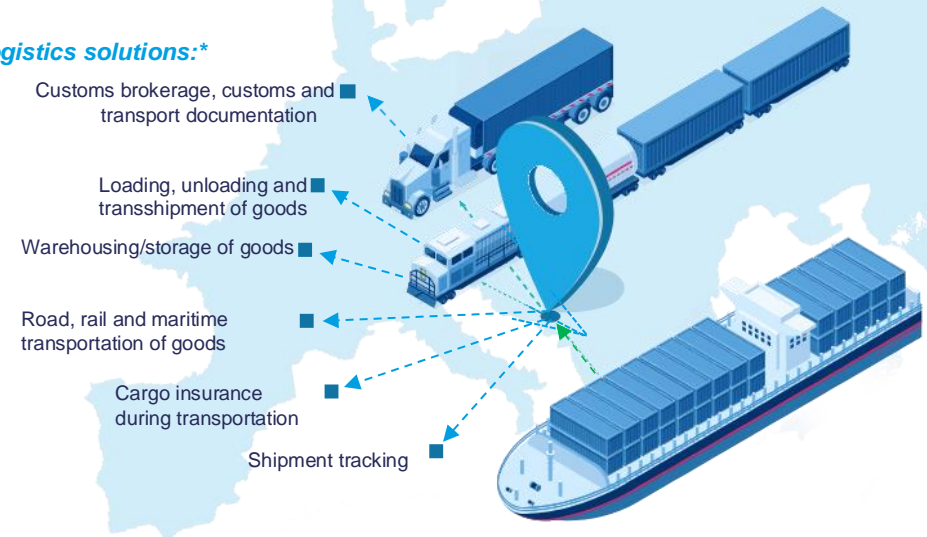 ogistics solutions:*
Customs brokerage, customs and
transport documentation
Loading, unloading and
transshipment of goods
Warehousing/storage of goods
Road, rail and maritime
transportation of goods
Cargo insurance
during transportation
Shipment tracking